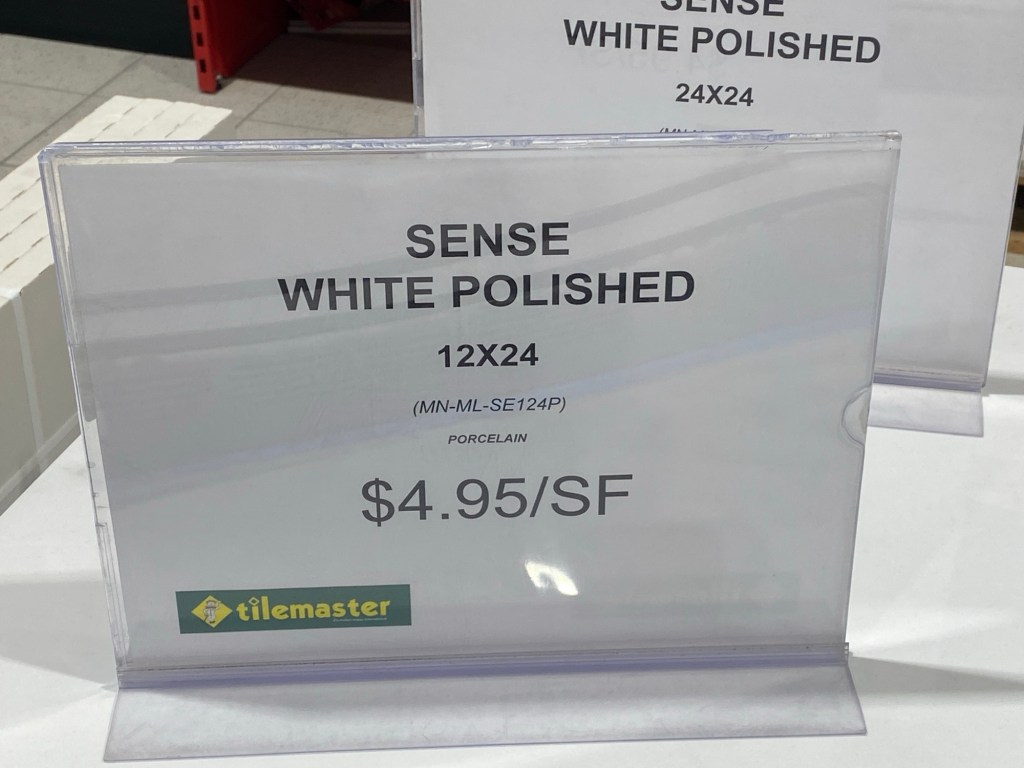 SENSE
WHITE POLISHED
24X24
SENSE
WHITE POLISHED
12X24
(MN-ML-SE124P)
PORCELAIN
$4.95/SF
tilemaster